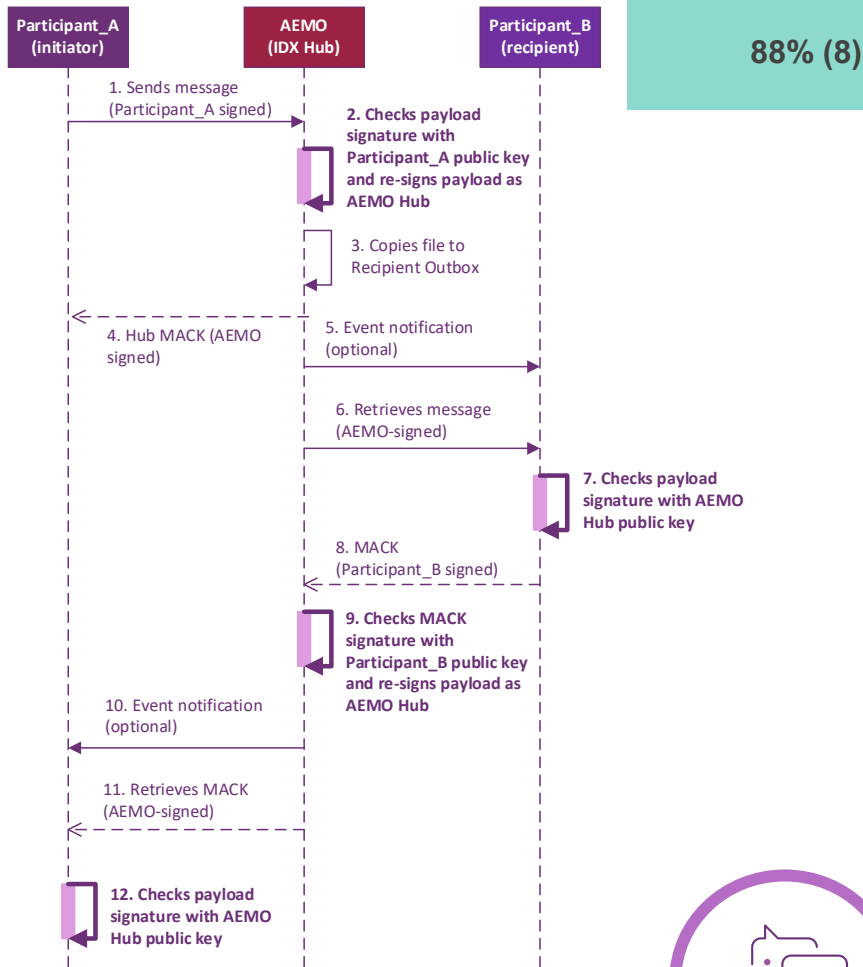 Participant_A
(initiator)
AEMO
(IDX Hub)
Participant_B
(recipient)
88% (8)
1. Sends message
(Participant_A signed)
2. Checks payload
signature with
Participant_A public key
and re-signs payload as
AEMO Hub
3. Copies file to
Recipient Outbox
4. Hub MACK (AEMO
signed)
5. Event notification
(optional)
6. Retrieves message
(AEMO-signed)
7. Checks payload
signature with AEMO
Hub public key
8. MACK
(Participant_B signed)
9. Checks MACK
signature with
Participant_B public key
and re-signs payload as
AEMO Hub
10. Event notification
(optional)
11. Retrieves MACK
(AEMO-signed)
12. Checks payload
signature with AEMO
Hub public key